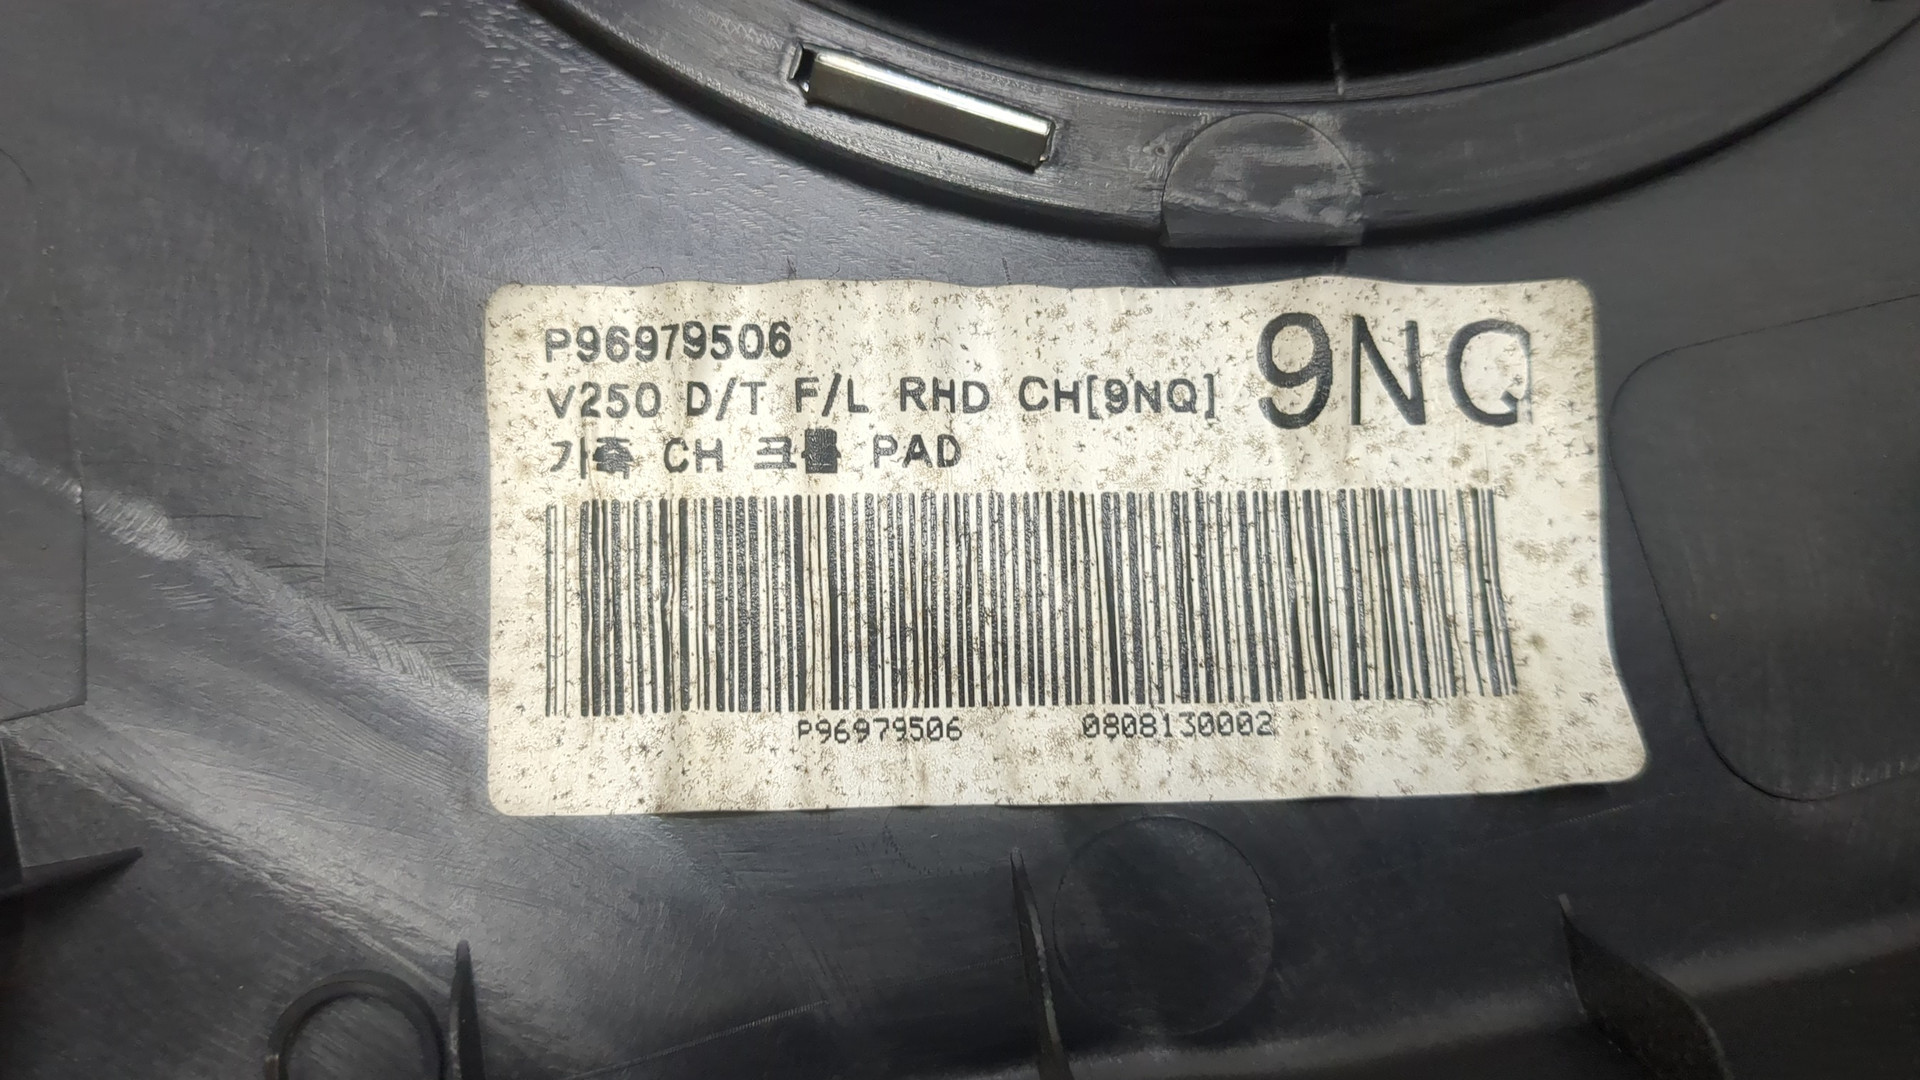 P96979506
9NQ
V250 D/T F/L RHD CH[9NQ]
가죽 CH 크롬 PAD
P96979506 0808130002